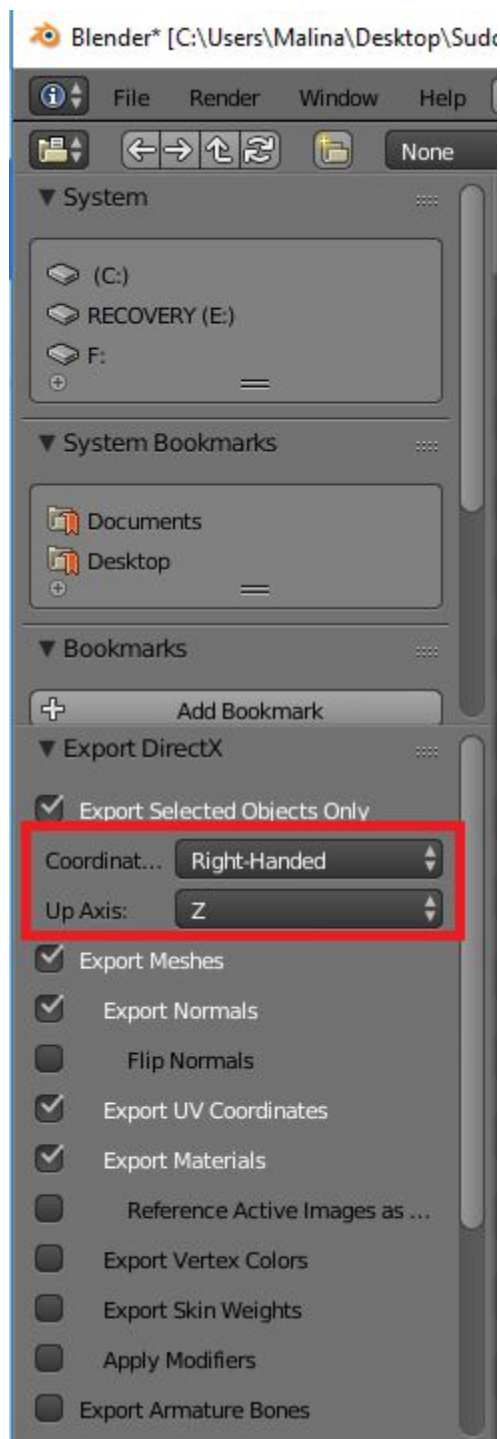 Blender* [C:\Users\Malina\Desktop\Sudo
File Render Window Help
None
System
(C:)
RECOVERY (E:)
F:
System Bookmarks
Documents
Desktop
Bookmarks
Add Bookmark
Export DirectX
Export Selected Objects Only
Coordinat... Right-Handed
Up Axis: Z
Export Meshes
Export Normals
Flip Normals
Export UV Coordinates
Export Materials
Reference Active Images as ...
Export Vertex Colors
Export Skin Weights
Apply Modifiers
Export Armature Bones